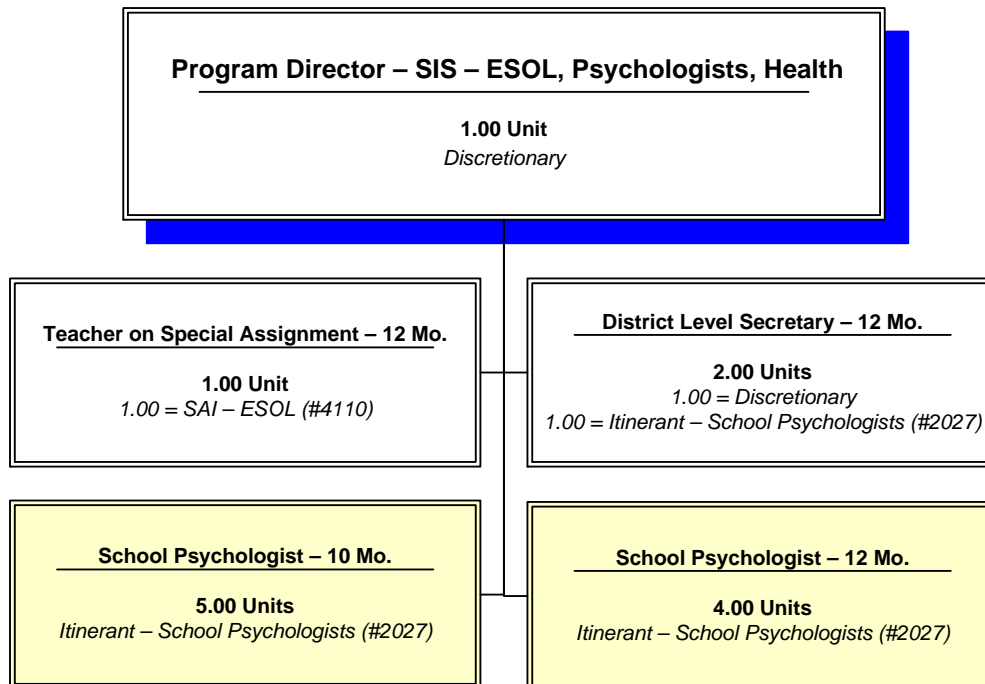 Program Director – SIS – ESOL, Psychologists, Health
1.00 Unit
Discretionary
Teacher on Special Assignment – 12 Mo.
1.00 Unit
1.00 = SAI – ESOL (#4110)
District Level Secretary – 12 Mo.
2.00 Units
1.00 = Discretionary
1.00 = Itinerant – School Psychologists (#2027)
School Psychologist – 10 Mo.
5.00 Units
Itinerant – School Psychologists (#2027)
School Psychologist – 12 Mo.
4.00 Units
Itinerant – School Psychologists (#2027)